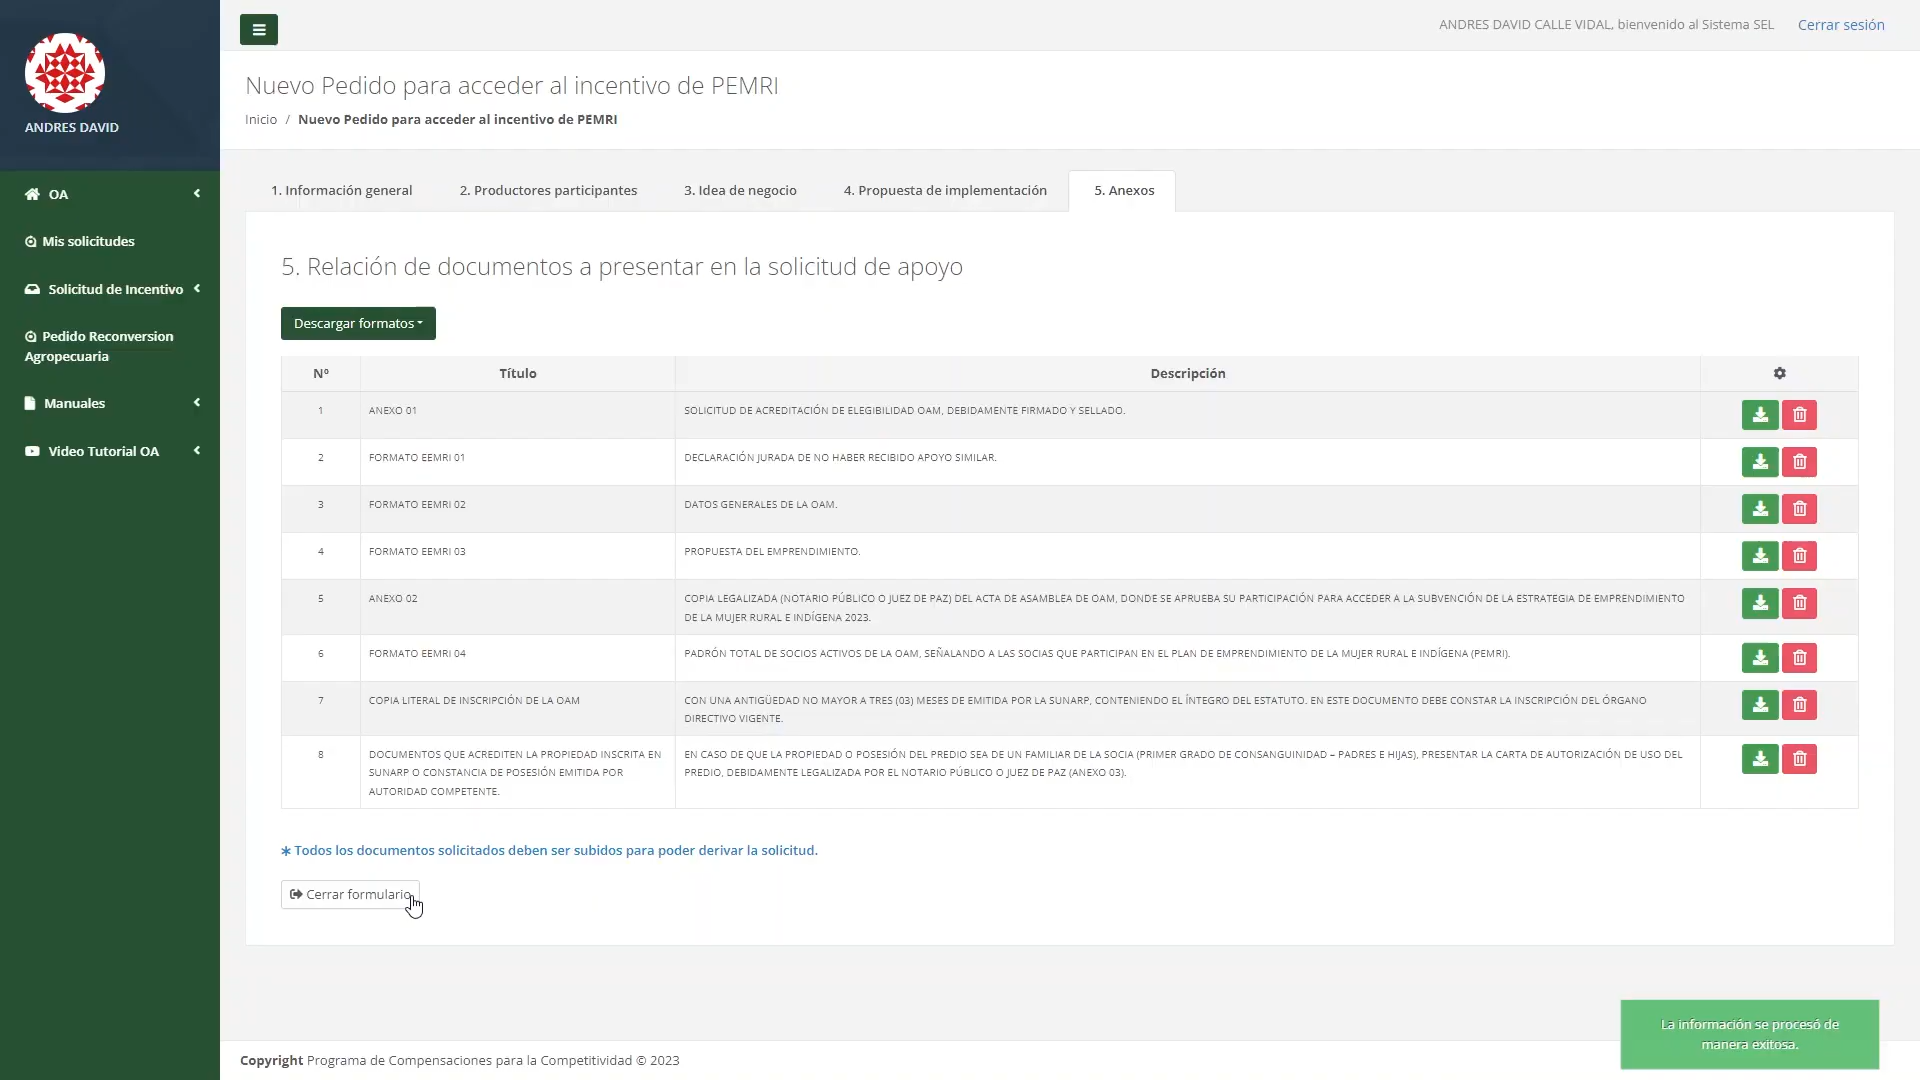 ANDRES DAVID
OA
Mis solicitudes
Solicitud de Incentivo
Pedido Reconversion
Agropecuaria
Manuales
Video Tutorial OA
ANDRES DAVID CALLE VIDAL, bienvenido al Sistema SEL
Cerrar sesión
Nuevo Pedido para acceder al incentivo de PEMRI
Inicio / Nuevo Pedido para acceder al incentivo de PEMRI
1. Información general
2. Productores participantes
3. Idea de negocio
4. Propuesta de implementación
5. Anexos
5. Relación de documentos a presentar en la solicitud de apoyo
Descargar formatos
Nº
Título
Descripción
1
ANEXO 01
SOLICITUD DE ACREDITACIÓN DE ELEGIBILIDAD OAM, DEBIDAMENTE FIRMADO Y SELLADO.
2
FORMATO EEMRI 01
DECLARACIÓN JURADA DE NO HABER RECIBIDO APOYO SIMILAR.
3
FORMATO EEMRI 02
DATOS GENERALES DE LA OAM.
4
FORMATO EEMRI 03
PROPUESTA DEL EMPRENDIMIENTO.
5
ANEXO 02
COPIA LEGALIZADA (NOTARIO PÚBLICO O JUEZ DE PAZ) DEL ACTA DE ASAMBLEA DE OAM, DONDE SE APRUEBA SU PARTICIPACIÓN PARA ACCEDER A LA SUBVENCIÓN DE LA ESTRATEGIA DE EMPRENDIMIENTO
DE LA MUJER RURAL E INDÍGENA 2023.
6
FORMATO EEMRI 04
PADRÓN TOTAL DE SOCIOS ACTIVOS DE LA OAM, SEÑALANDO A LAS SOCIAS QUE PARTICIPAN EN EL PLAN DE EMPRENDIMIENTO DE LA MUJER RURAL E INDÍGENA (PEMRI).
7
COPIA LITERAL DE INSCRIPCIÓN DE LA OAM
CON UNA ANTIGÜEDAD NO MAYOR A TRES (03) MESES DE EMITIDA POR LA SUNARP, CONTENIENDO EL ÍNTEGRO DEL ESTATUTO. EN ESTE DOCUMENTO DEBE CONSTAR LA INSCRIPCIÓN DEL ÓRGANO
DIRECTIVO VIGENTE.
8
DOCUMENTOS QUE ACREDITEN LA PROPIEDAD INSCRITA EN
SUNARP O CONSTANCIA DE POSESIÓN EMITIDA POR
AUTORIDAD COMPETENTE.
EN CASO DE QUE LA PROPIEDAD O POSESIÓN DEL PREDIO SEA DE UN FAMILIAR DE LA SOCIA (PRIMER GRADO DE CONSANGUINIDAD – PADRES E HIJAS), PRESENTAR LA CARTA DE AUTORIZACIÓN DE USO DEL
PREDIO, DEBIDAMENTE LEGALIZADA POR EL NOTARIO PÚBLICO O JUEZ DE PAZ (ANEXO 03).
* Todos los documentos solicitados deben ser subidos para poder derivar la solicitud.
Cerrar formulario
La información se procesó de
manera exitosa.
Copyright Programa de Compensaciones para la Competitividad © 2023